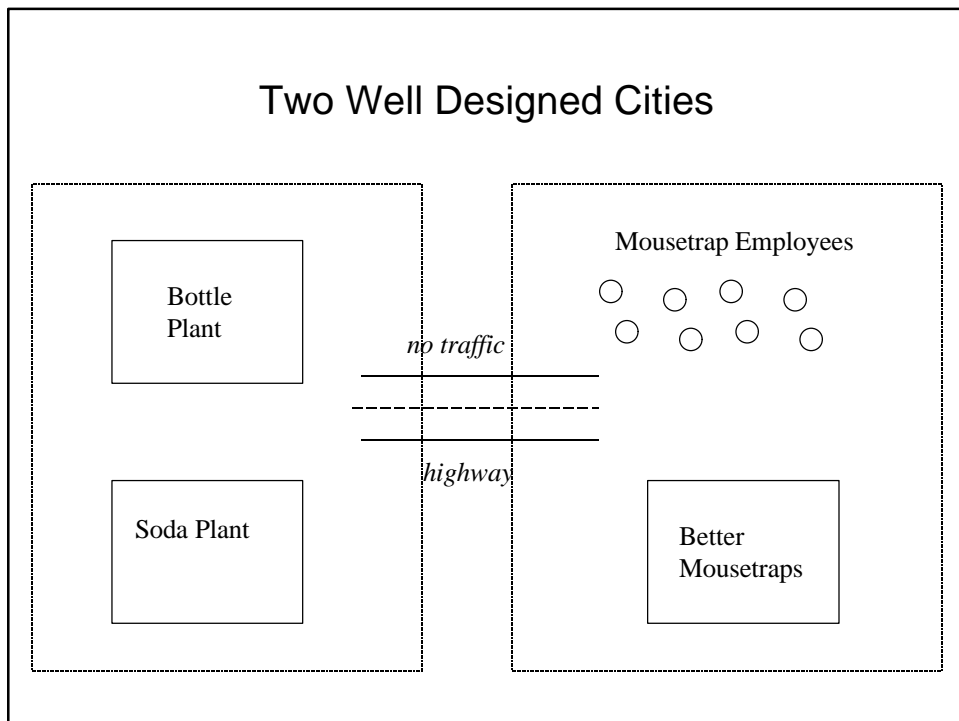 Two Well Designed Cities
Bottle
Plant
Soda Plant
no traffic
highway
Mousetrap Employees
Better
Mousetraps